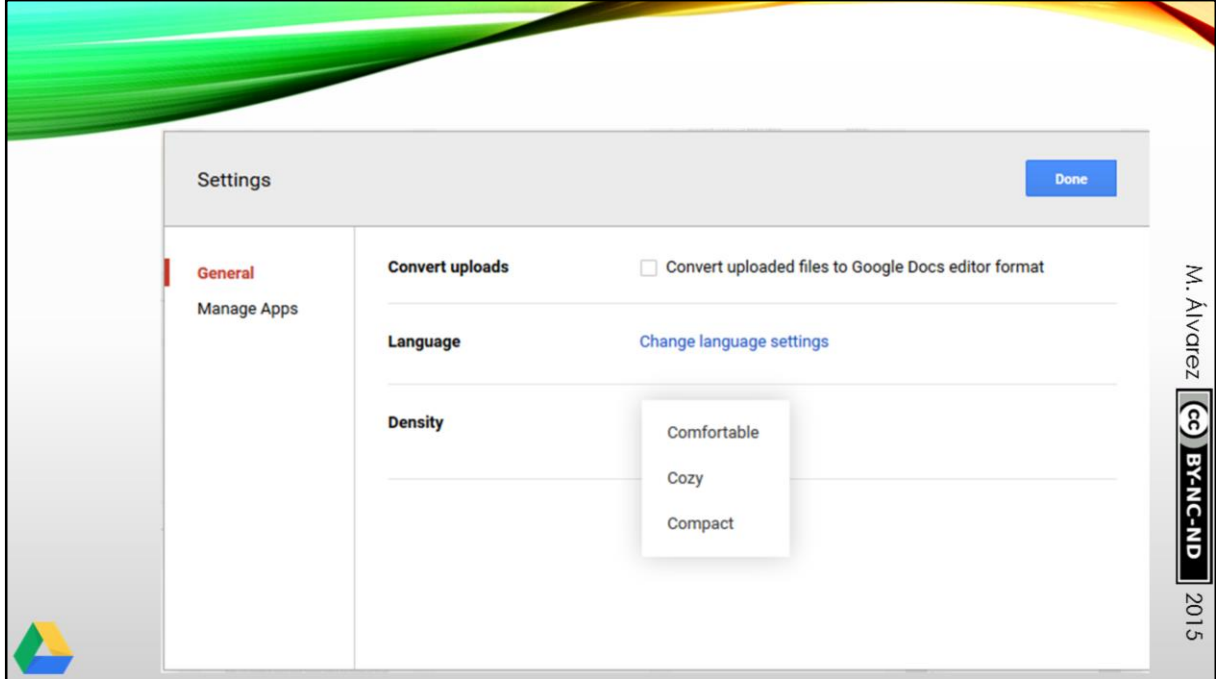 Settings
Done
General
Manage Apps
Convert uploads
Convert uploaded files to Google Docs editor format
Language
Change language settings
Density
Comfortable
Cozy
Compact
M. Álvarez cc BY-NC-ND 2015